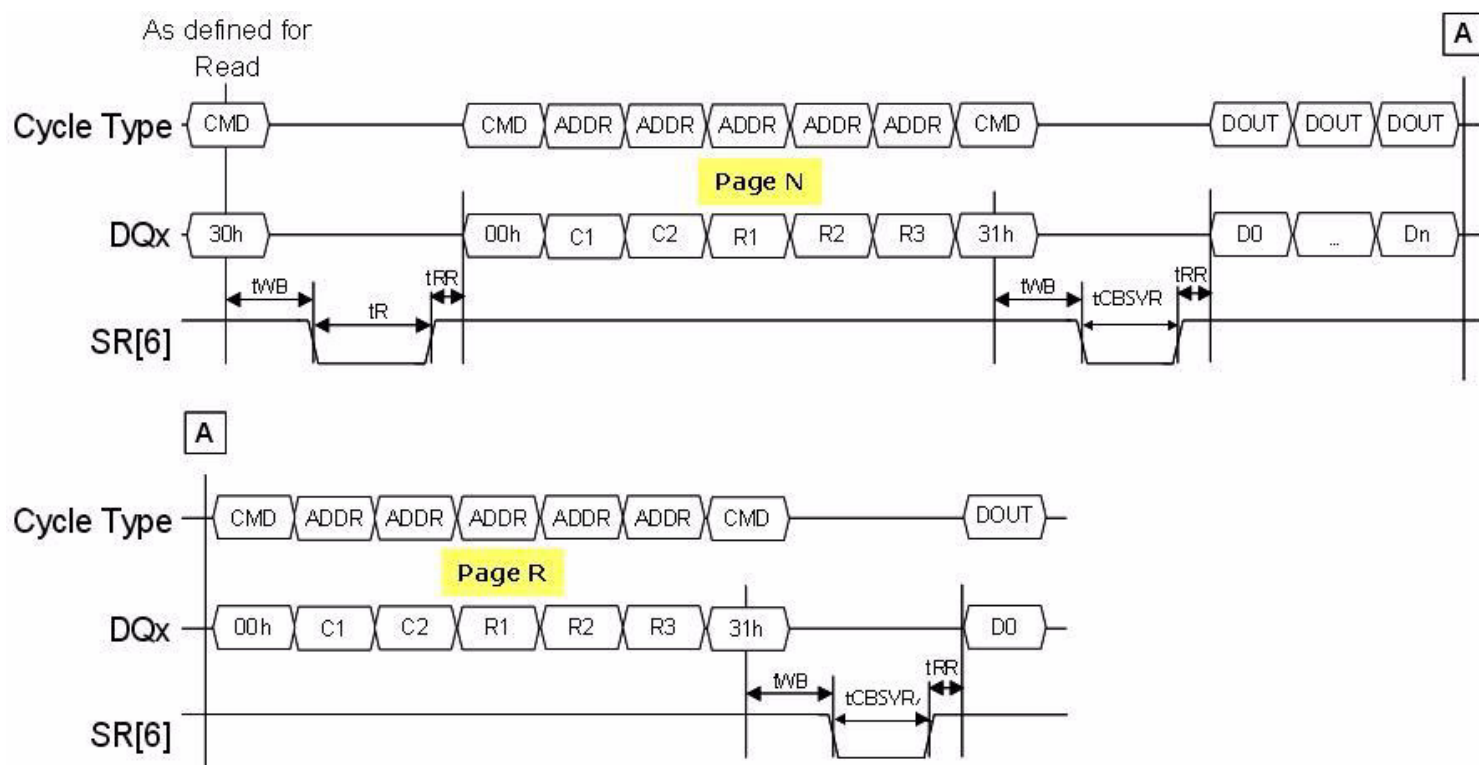 As defined for
Read
A
Cycle Type CMD CMD ADDR ADDR ADDR ADDR ADDR CMD DOUT DOUT DOUT
Page N
DQx 30h 00h C1 C2 R1 R2 R3 31h D0 ... Dn
tWB tR tRR tWB tCBSYR tRR
SR[6]
A
Cycle Type CMD ADDR ADDR ADDR ADDR ADDR CMD DOUT
Page R
DQx 00h C1 C2 R1 R2 R3 31h D0
tWB tCBSYR tRR
SR[6]